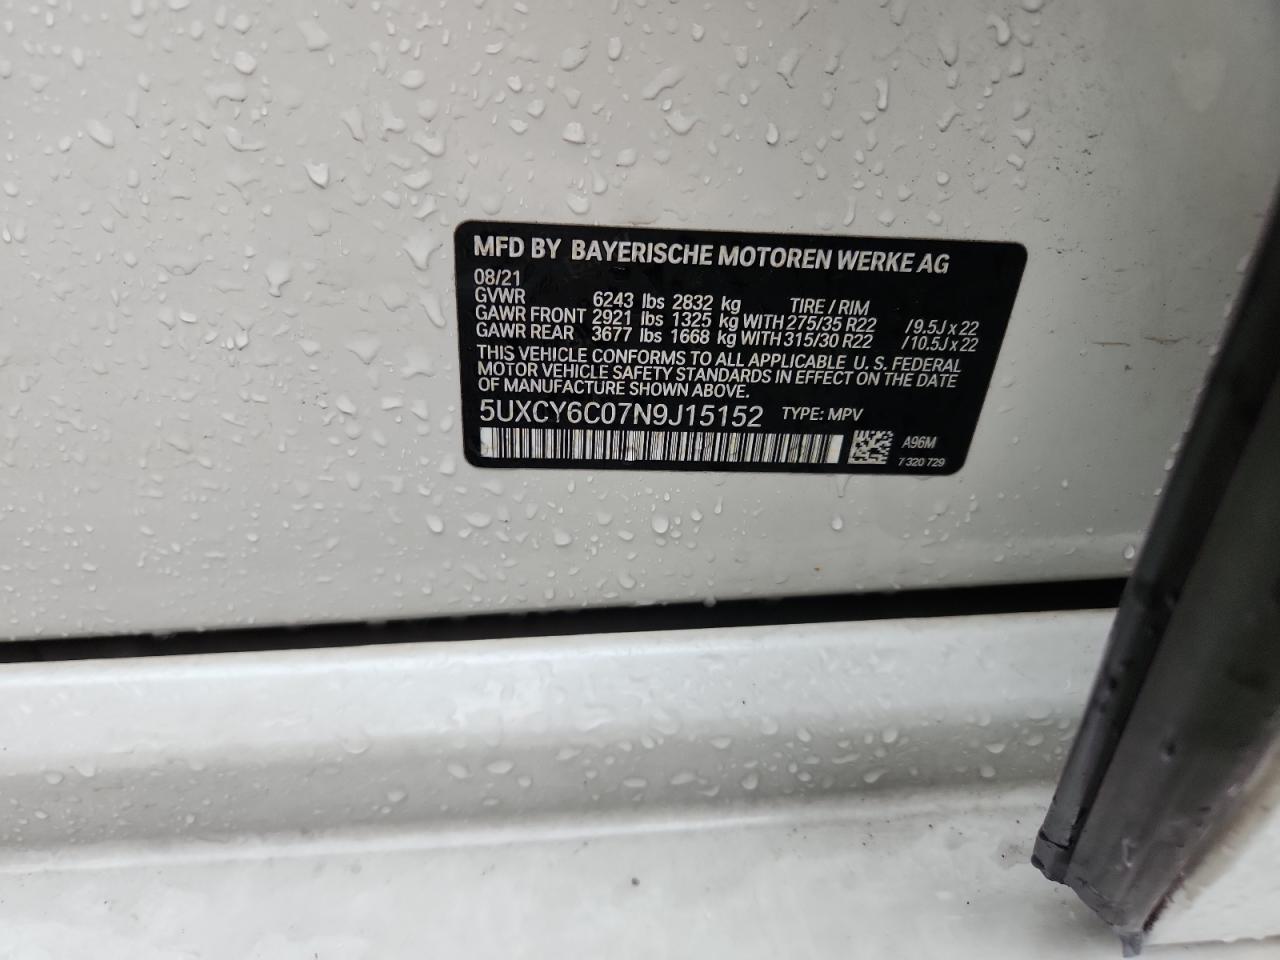 MFD BY BAYERISCHE MOTOREN WERKE AG
08/21
GVWR 6243 lbs 2832 kg TIRE / RIM
GAWR FRONT 2921 lbs 1325 kg WITH 275/35 R22 /9.5J x 22
GAWR REAR 3677 lbs 1668 kg WITH 315/30 R22 /10.5J x 22
THIS VEHICLE CONFORMS TO ALL APPLICABLE U. S. FEDERAL
MOTOR VEHICLE SAFETY STANDARDS IN EFFECT ON THE DATE
OF MANUFACTURE SHOWN ABOVE.
5UXCY6C07N9J15152 TYPE: MPV
A96M
7 320 729